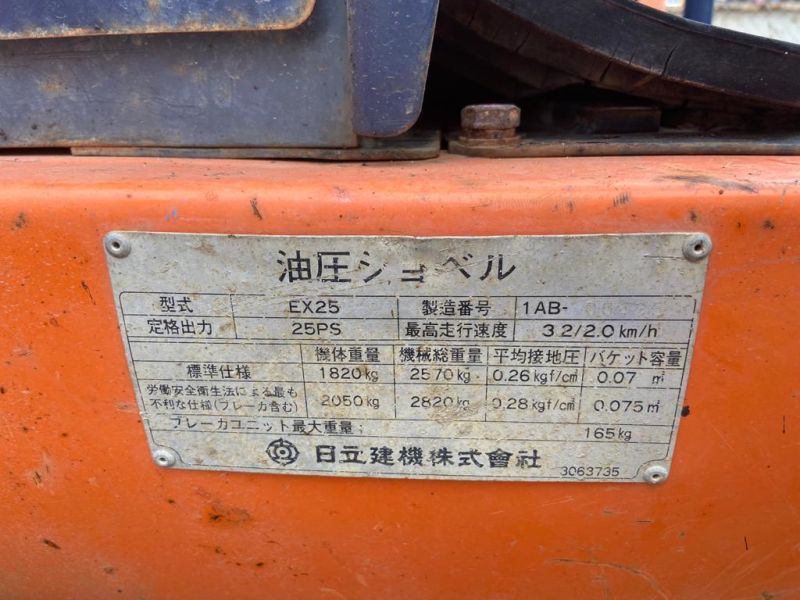 油圧ショベル
型式 EX25 製造番号 1AB-
定格出力 25PS 最高走行速度 3.2/2.0km/h
機体重量 機械総重量 平均接地圧 バケット容量
標準仕様 1820kg 2570kg 0.26kgf/cm² 0.07 m³
労働安全衛生法による最も
不利な仕様(ブレーカ含む) 2050kg 2820kg 0.28kgf/cm² 0.075m³
ブレーカユニット最大重量; 165kg
日立建機株式會社 3063735